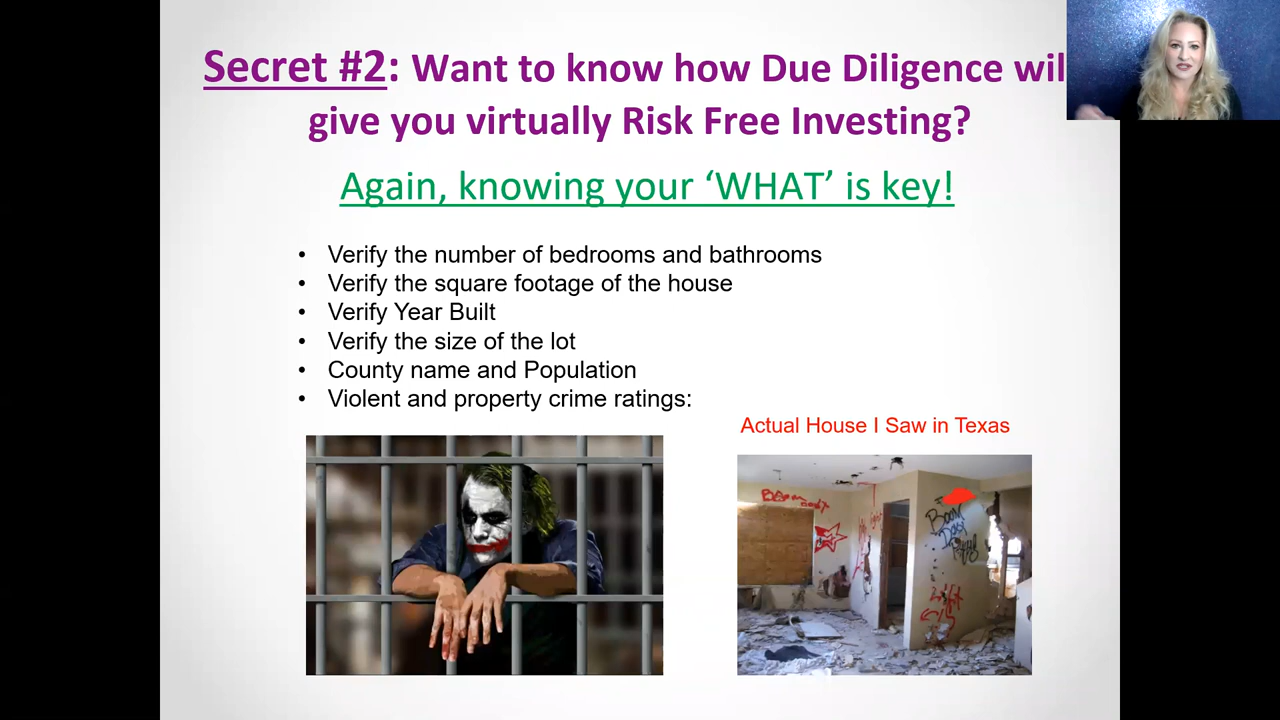 Secret #2: Want to know how Due Diligence wil
give you virtually Risk Free Investing?
Again, knowing your ‘WHAT’ is key!
• Verify the number of bedrooms and bathrooms
• Verify the square footage of the house
• Verify Year Built
• Verify the size of the lot
• County name and Population
• Violent and property crime ratings:
Actual House I Saw in Texas